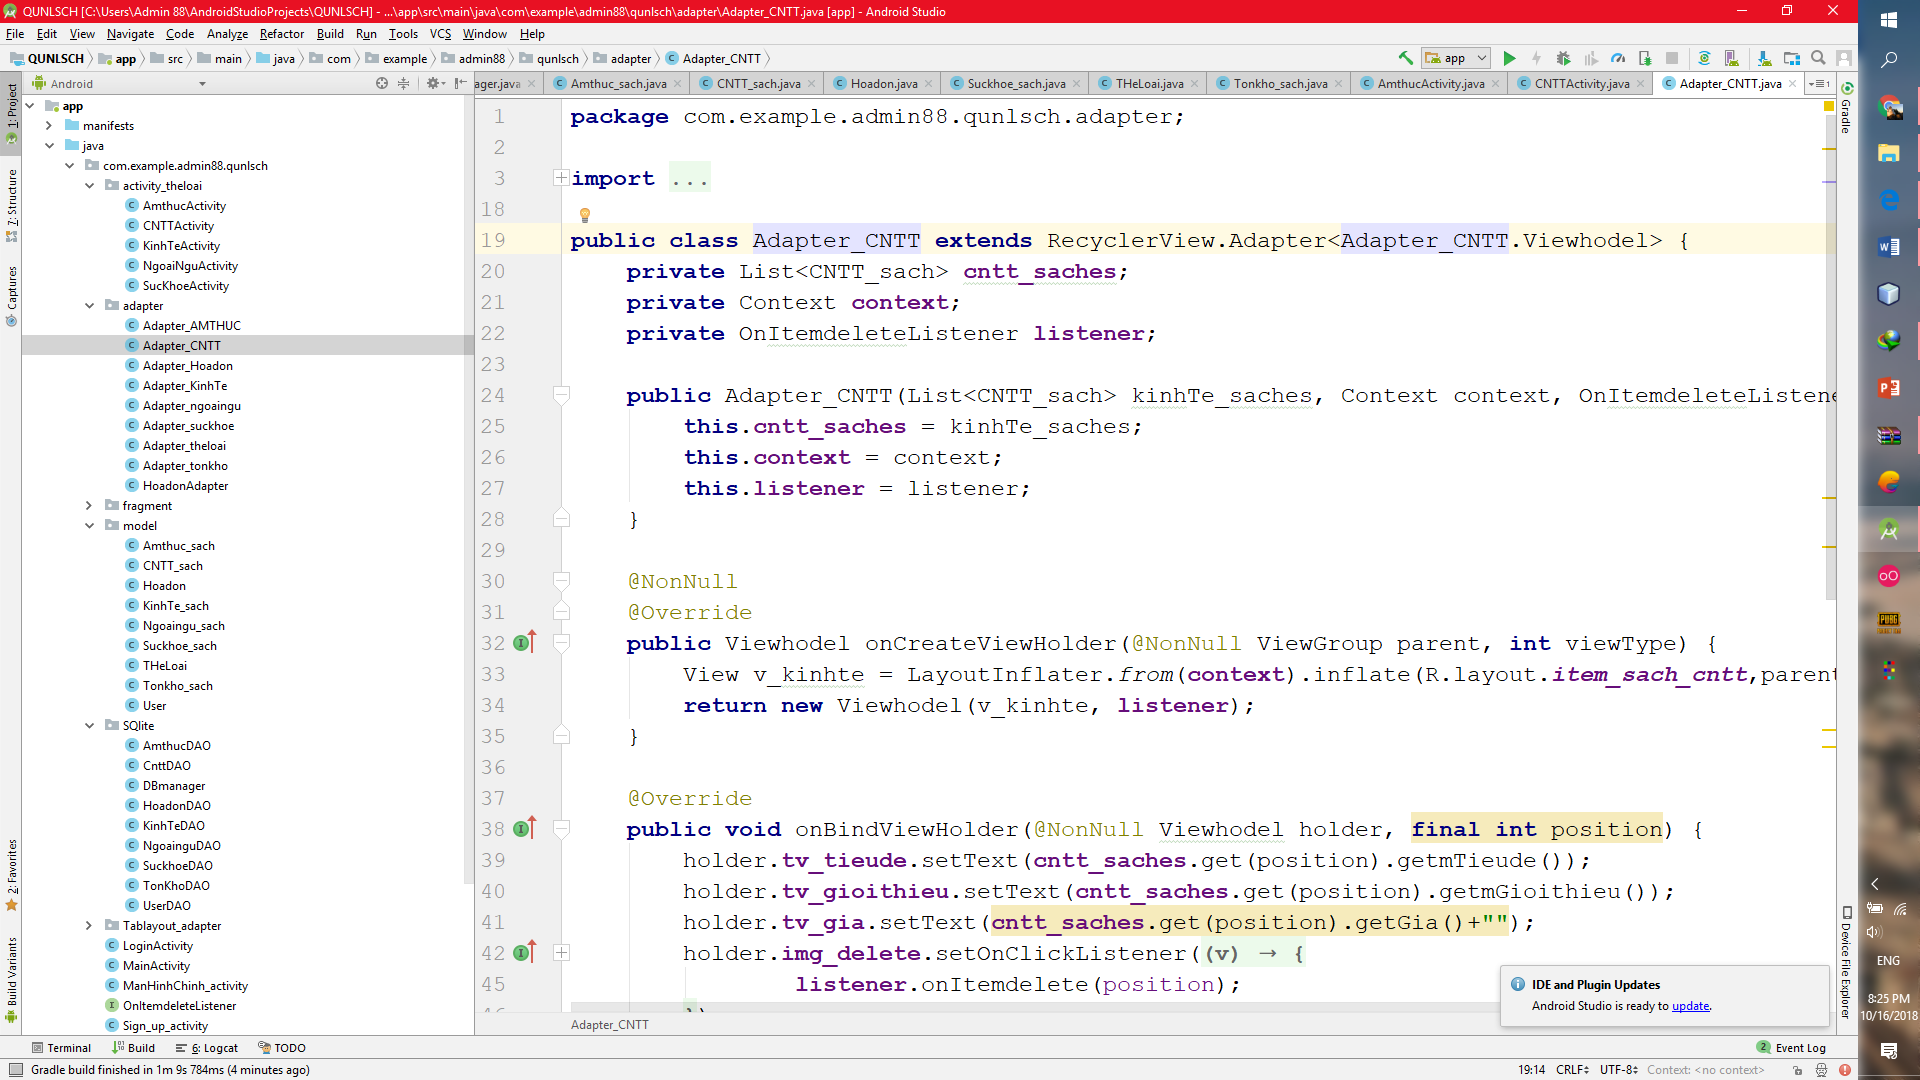 QUNLSCH [C:\Users\Admin 88\AndroidStudioProjects\QUNLSCH] - ...\app\src\main\java\com\example\admin88\qunlsch\adapter\Adapter_CNTT.java [app] - Android Studio
File Edit View Navigate Code Analyze Refactor Build Run Tools VCS Window Help
QUNLSCH app src main java com example admin88 qunlsch adapter Adapter_CNTT
app
Android
ager.java Amthuc_sach.java CNTT_sach.java Hoadon.java Suckhoe_sach.java THeLoai.java Tonkho_sach.java AmthucActivity.java CNTTActivity.java Adapter_CNTT.java
1: Project
7: Structure
Captures
2: Favorites
Build Variants
app
manifests
java
com.example.admin88.qunlsch
activity_theloai
AmthucActivity
CNTTActivity
KinhTeActivity
NgoaiNguActivity
SucKhoeActivity
adapter
Adapter_AMTHUC
Adapter_CNTT
Adapter_Hoadon
Adapter_KinhTe
Adapter_ngoaingu
Adapter_suckhoe
Adapter_theloai
Adapter_tonkho
HoadonAdapter
fragment
model
Amthuc_sach
CNTT_sach
Hoadon
KinhTe_sach
Ngoaingu_sach
Suckhoe_sach
THeLoai
Tonkho_sach
User
SQlite
AmthucDAO
CnttDAO
DBmanager
HoadonDAO
KinhTeDAO
NgoainguDAO
SuckhoeDAO
TonKhoDAO
UserDAO
Tablayout_adapter
LoginActivity
MainActivity
ManHinhChinh_activity
OnItemdeleteListener
Sign_up_activity
1 package com.example.admin88.qunlsch.adapter;
2
3 import ...
18
19 public class Adapter_CNTT extends RecyclerView.Adapter<Adapter_CNTT.Viewhodel> {
20 private List<CNTT_sach> cntt_saches;
21 private Context context;
22 private OnItemdeleteListener listener;
23
24 public Adapter_CNTT(List<CNTT_sach> kinhTe_saches, Context context, OnItemdeleteListene
25 this.cntt_saches = kinhTe_saches;
26 this.context = context;
27 this.listener = listener;
28 }
29
30 @NonNull
31 @Override
32 public Viewhodel onCreateViewHolder(@NonNull ViewGroup parent, int viewType) {
33 View v_kinhte = LayoutInflater.from(context).inflate(R.layout.item_sach_cntt,parent
34 return new Viewhodel(v_kinhte, listener);
35 }
36
37 @Override
38 public void onBindViewHolder(@NonNull Viewhodel holder, final int position) {
39 holder.tv_tieude.setText(cntt_saches.get(position).getmTieude());
40 holder.tv_gioithieu.setText(cntt_saches.get(position).getmGioithieu());
41 holder.tv_gia.setText(cntt_saches.get(position).getGia()+"");
42 holder.img_delete.setOnClickListener((v) → {
45 listener.onItemdelete(position);
Adapter_CNTT
Gradle
Device File Explorer
IDE and Plugin Updates
Android Studio is ready to update.
Terminal Build 6: Logcat TODO 2 Event Log
Gradle build finished in 1m 9s 784ms (4 minutes ago) 19:14 CRLF UTF-8 Context: <no context>
PUBG
ENG
8:25 PM
10/16/2018